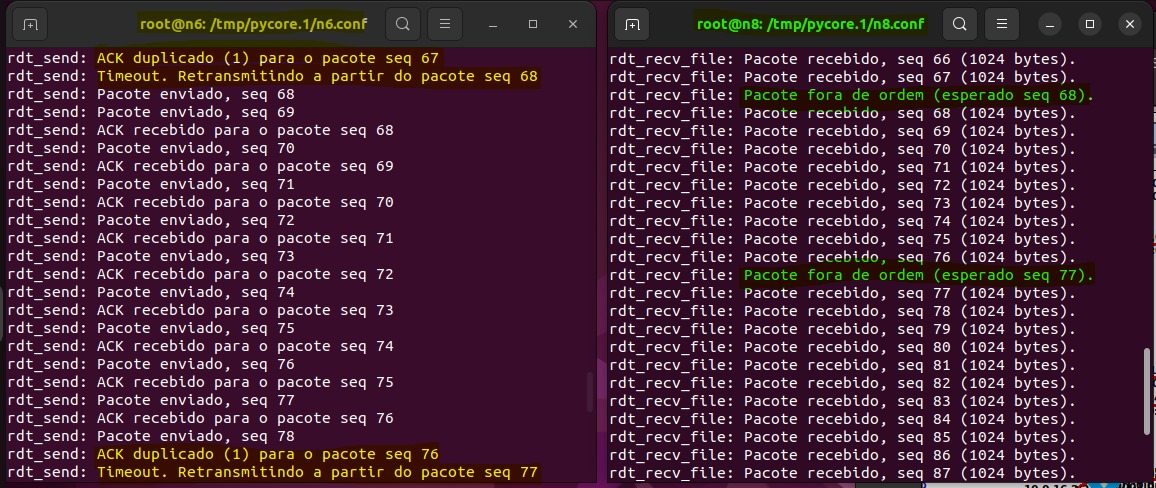 root@n6: /tmp/pycore.1/n6.conf
rdt_send: ACK duplicado (1) para o pacote seq 67
rdt_send: Timeout. Retransmitindo a partir do pacote seq 68
rdt_send: Pacote enviado, seq 68
rdt_send: Pacote enviado, seq 69
rdt_send: ACK recebido para o pacote seq 68
rdt_send: Pacote enviado, seq 70
rdt_send: ACK recebido para o pacote seq 69
rdt_send: Pacote enviado, seq 71
rdt_send: ACK recebido para o pacote seq 70
rdt_send: Pacote enviado, seq 72
rdt_send: ACK recebido para o pacote seq 71
rdt_send: Pacote enviado, seq 73
rdt_send: ACK recebido para o pacote seq 72
rdt_send: Pacote enviado, seq 74
rdt_send: ACK recebido para o pacote seq 73
rdt_send: Pacote enviado, seq 75
rdt_send: ACK recebido para o pacote seq 74
rdt_send: Pacote enviado, seq 76
rdt_send: ACK recebido para o pacote seq 75
rdt_send: Pacote enviado, seq 77
rdt_send: ACK recebido para o pacote seq 76
rdt_send: Pacote enviado, seq 78
rdt_send: ACK duplicado (1) para o pacote seq 76
rdt_send: Timeout. Retransmitindo a partir do pacote seq 77
root@n8: /tmp/pycore.1/n8.conf
rdt_recv_file: Pacote recebido, seq 66 (1024 bytes).
rdt_recv_file: Pacote recebido, seq 67 (1024 bytes).
rdt_recv_file: Pacote fora de ordem (esperado seq 68).
rdt_recv_file: Pacote recebido, seq 68 (1024 bytes).
rdt_recv_file: Pacote recebido, seq 69 (1024 bytes).
rdt_recv_file: Pacote recebido, seq 70 (1024 bytes).
rdt_recv_file: Pacote recebido, seq 71 (1024 bytes).
rdt_recv_file: Pacote recebido, seq 72 (1024 bytes).
rdt_recv_file: Pacote recebido, seq 73 (1024 bytes).
rdt_recv_file: Pacote recebido, seq 74 (1024 bytes).
rdt_recv_file: Pacote recebido, seq 75 (1024 bytes).
rdt_recv_file: Pacote recebido, seq 76 (1024 bytes).
rdt_recv_file: Pacote fora de ordem (esperado seq 77).
rdt_recv_file: Pacote recebido, seq 77 (1024 bytes).
rdt_recv_file: Pacote recebido, seq 78 (1024 bytes).
rdt_recv_file: Pacote recebido, seq 79 (1024 bytes).
rdt_recv_file: Pacote recebido, seq 80 (1024 bytes).
rdt_recv_file: Pacote recebido, seq 81 (1024 bytes).
rdt_recv_file: Pacote recebido, seq 82 (1024 bytes).
rdt_recv_file: Pacote recebido, seq 83 (1024 bytes).
rdt_recv_file: Pacote recebido, seq 84 (1024 bytes).
rdt_recv_file: Pacote recebido, seq 85 (1024 bytes).
rdt_recv_file: Pacote recebido, seq 86 (1024 bytes).
rdt_recv_file: Pacote recebido, seq 87 (1024 bytes).